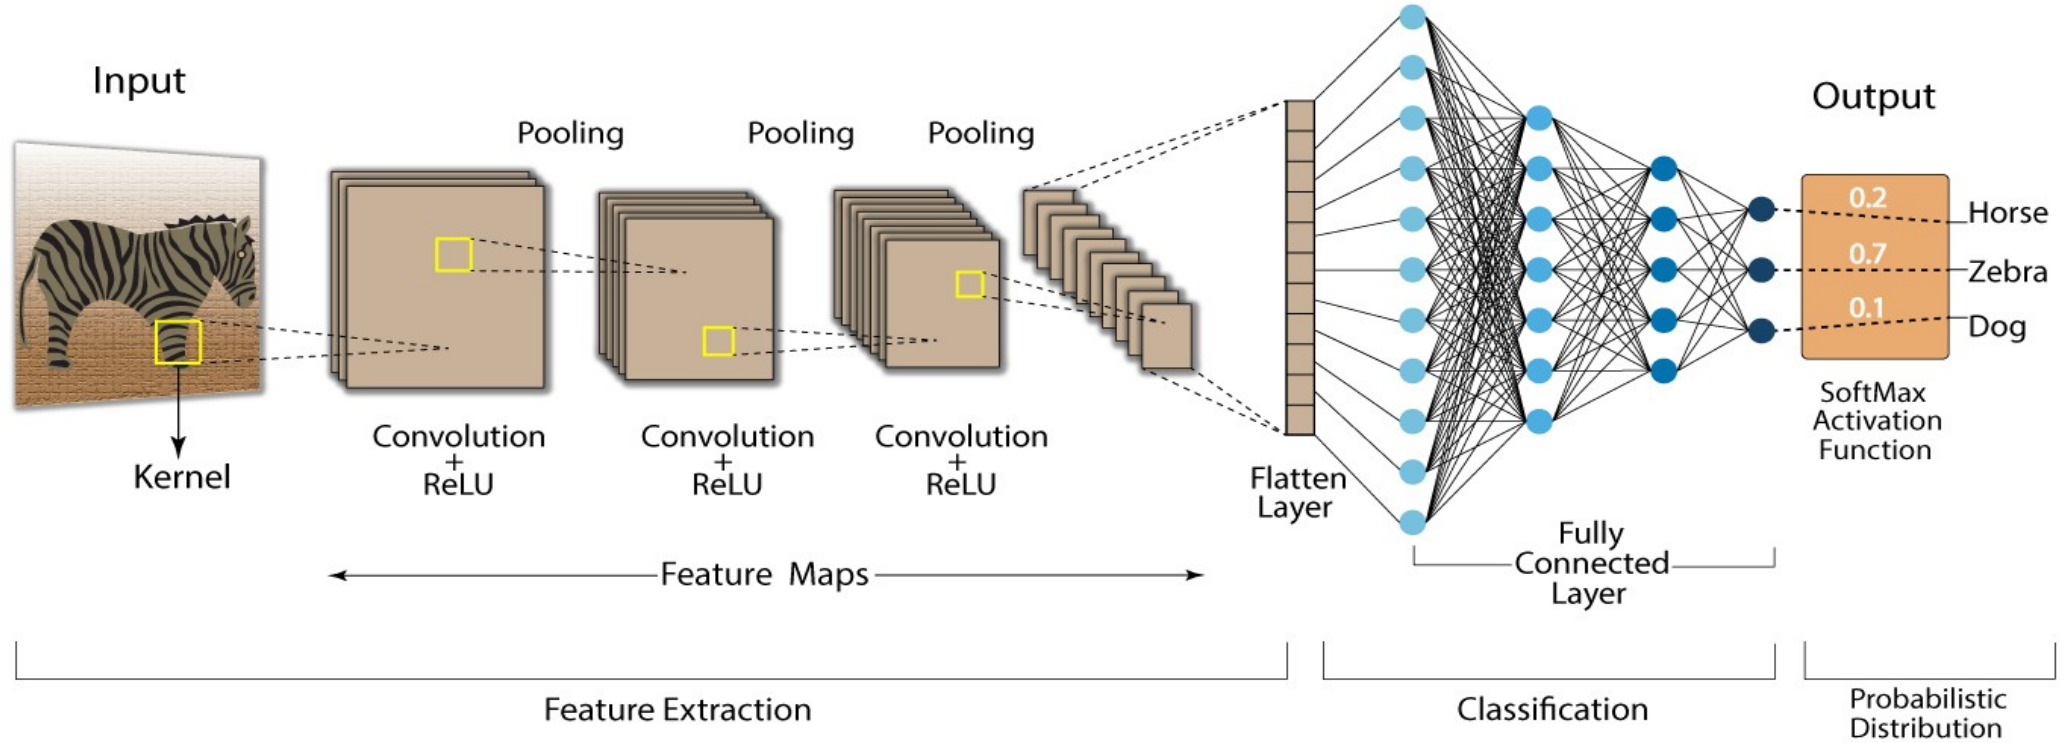 Input
Pooling
Pooling
Pooling
Output
0.2
Horse
0.7
Zebra
0.1
Dog
Kernel
Convolution
+
ReLU
Convolution
+
ReLU
Convolution
+
ReLU
Flatten
Layer
SoftMax
Activation
Function
Fully
Connected
Layer
Feature Maps
Feature Extraction
Classification
Probabilistic
Distribution